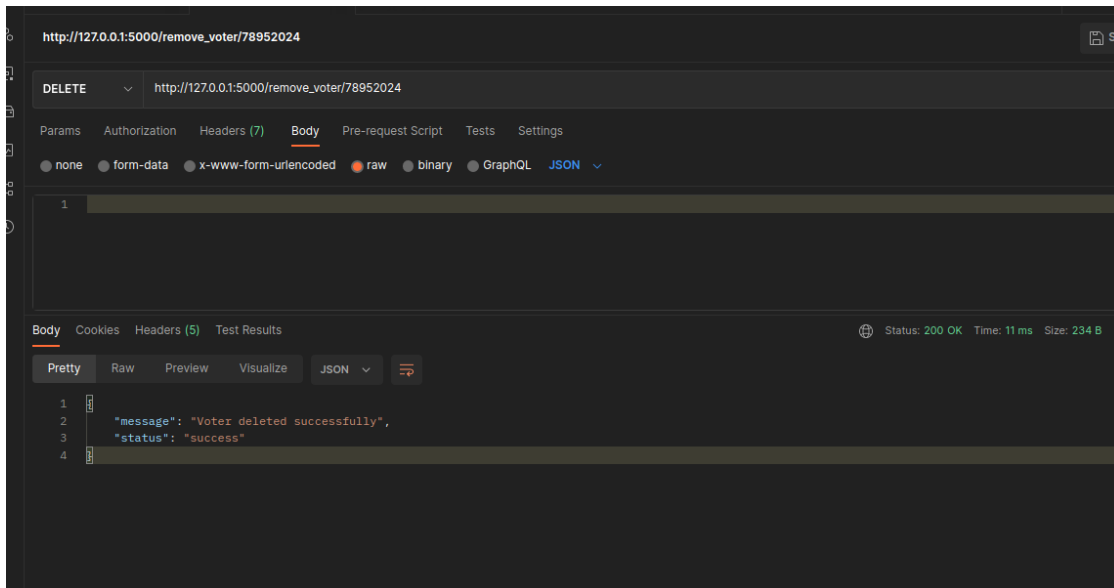 http://127.0.0.1:5000/remove_voter/78952024
S
DELETE http://127.0.0.1:5000/remove_voter/78952024
Params Authorization Headers (7) Body Pre-request Script Tests Settings
none form-data x-www-form-urlencoded raw binary GraphQL JSON
1
Body Cookies Headers (5) Test Results Status: 200 OK Time: 11 ms Size: 234 B
Pretty Raw Preview Visualize JSON
1 {
2 "message": "Voter deleted successfully",
3 "status": "success"
4 }